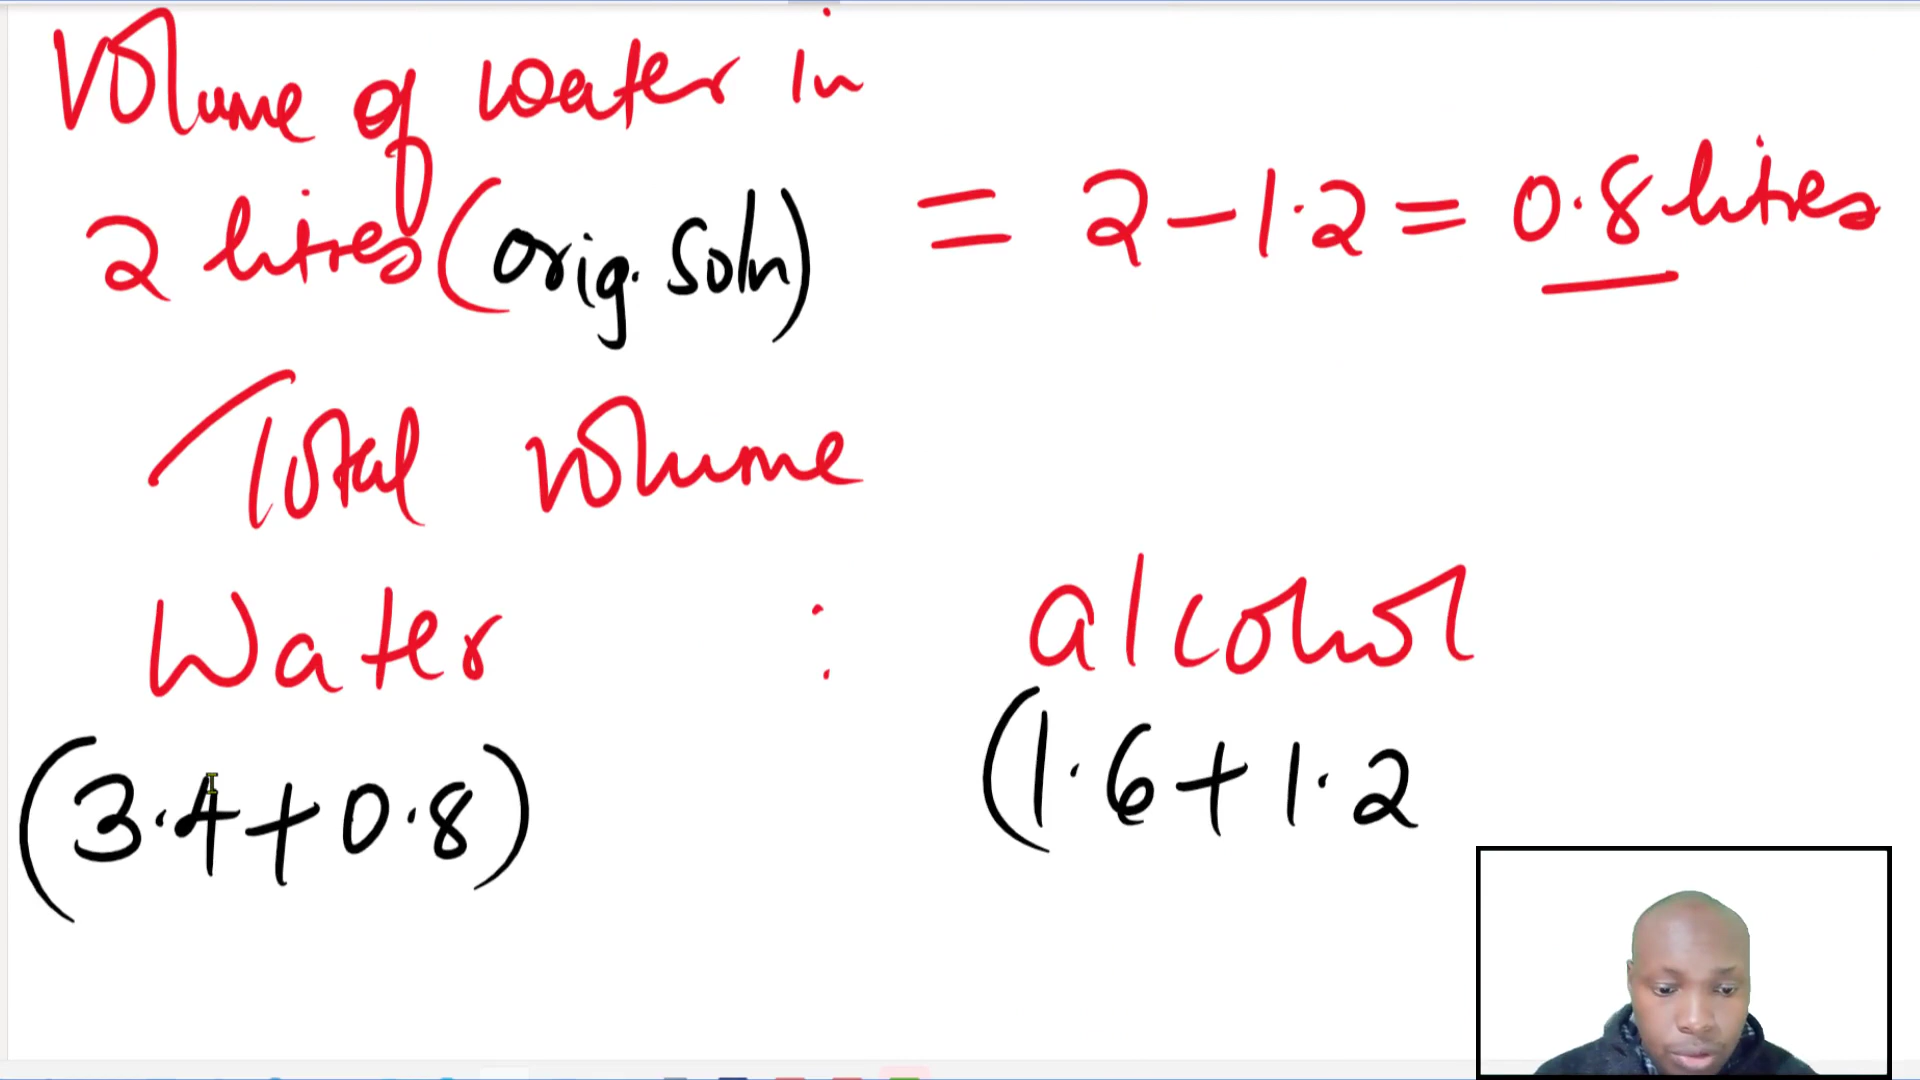 Volume of water in
2 litres (orig. soln) = 2 - 1.2 = 0.8 litres
Total volume
Water : alcohol
(3.4 + 0.8) (1.6 + 1.2